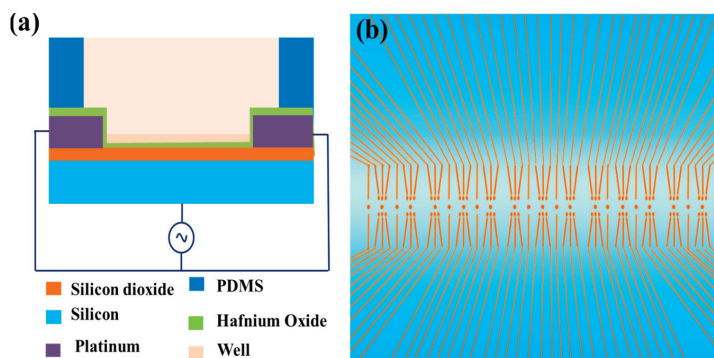 (a)
(b)
Silicon dioxide
PDMS
Silicon
Hafnium Oxide
Platinum
Well